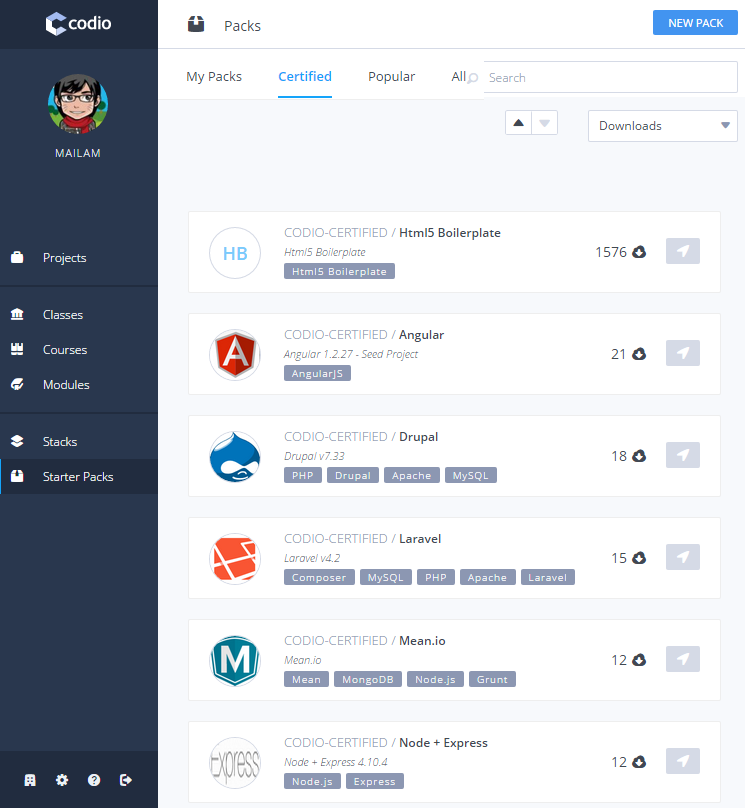 codio
Packs
NEW PACK
MAILAM
My Packs
Certified
Popular
All
Search
Downloads
Projects
Classes
Courses
Modules
Stacks
Starter Packs
HB
CODIO-CERTIFIED / Html5 Boilerplate
Html5 Boilerplate
Html5 Boilerplate
1576
A
CODIO-CERTIFIED / Angular
Angular 1.2.27 - Seed Project
AngularJS
21
CODIO-CERTIFIED / Drupal
Drupal v7.33
PHP Drupal Apache MySQL
18
CODIO-CERTIFIED / Laravel
Laravel v4.2
Composer MySQL PHP Apache Laravel
15
M
CODIO-CERTIFIED / Mean.io
Mean.io
Mean MongoDB Node.js Grunt
12
Express
CODIO-CERTIFIED / Node + Express
Node + Express 4.10.4
Node.js Express
12